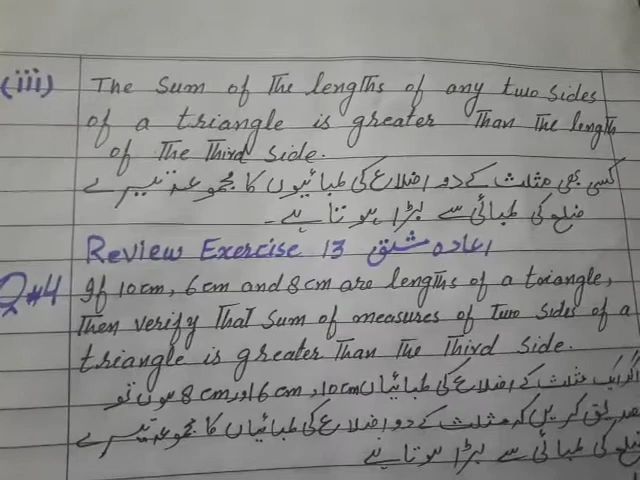 (iii) The sum of The lengths of any two sides
of a triangle is greater Than The length
of The Third side.
کسی بھی مثلث کے دو اضلاع کی لمبائیوں کا مجموعہ تیسرے
ضلع کی لمبائی سے بڑا ہوتا ہے۔
Review Exercise 13 اعادہ مشق
Q#4 If 10cm, 6cm and 8cm are lengths of a triangle,
Then verify That sum of measures of Two sides of a
triangle is greater Than The Third side.
اگر ایک مثلث کے اضلاع کی لمبائیاں 10cm، 6cm اور 8cm ہوں تو
تصدیق کریں کہ مثلث کے دو اضلاع کی لمبائیاں کا مجموعہ تیسرے
ضلع کی لمبائی سے بڑا ہوتا ہے